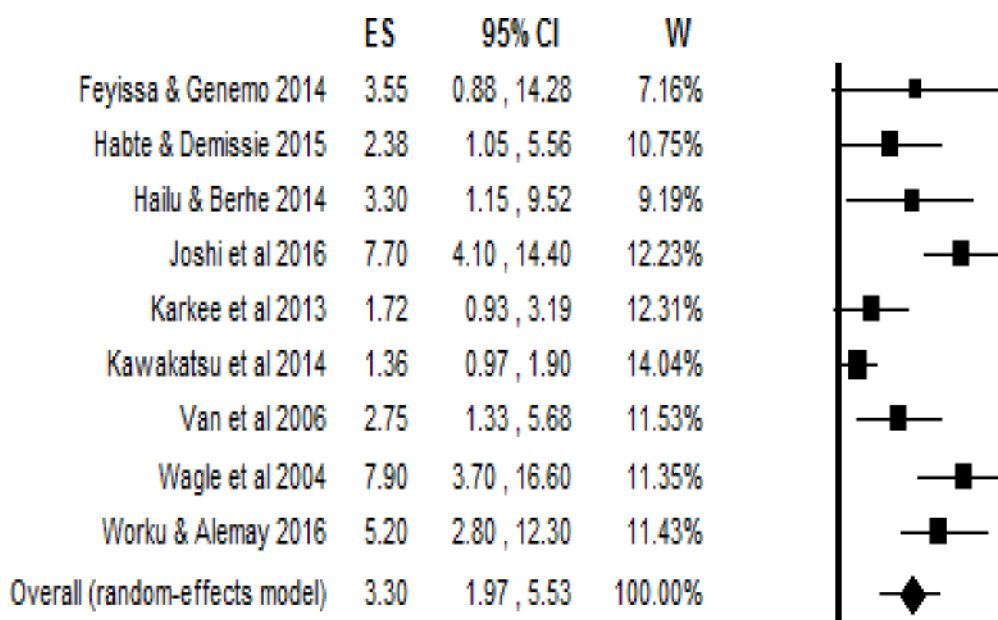 ES 95% CI W
Feyissa & Genemo 2014 3.55 0.88 , 14.28 7.16%
Habte & Demissie 2015 2.38 1.05 , 5.56 10.75%
Hailu & Berhe 2014 3.30 1.15 , 9.52 9.19%
Joshi et al 2016 7.70 4.10 , 14.40 12.23%
Karkee et al 2013 1.72 0.93 , 3.19 12.31%
Kawakatsu et al 2014 1.36 0.97 , 1.90 14.04%
Van et al 2006 2.75 1.33 , 5.68 11.53%
Wagle et al 2004 7.90 3.70 , 16.60 11.35%
Worku & Alemay 2016 5.20 2.80 , 12.30 11.43%
Overall (random-effects model) 3.30 1.97 , 5.53 100.00%